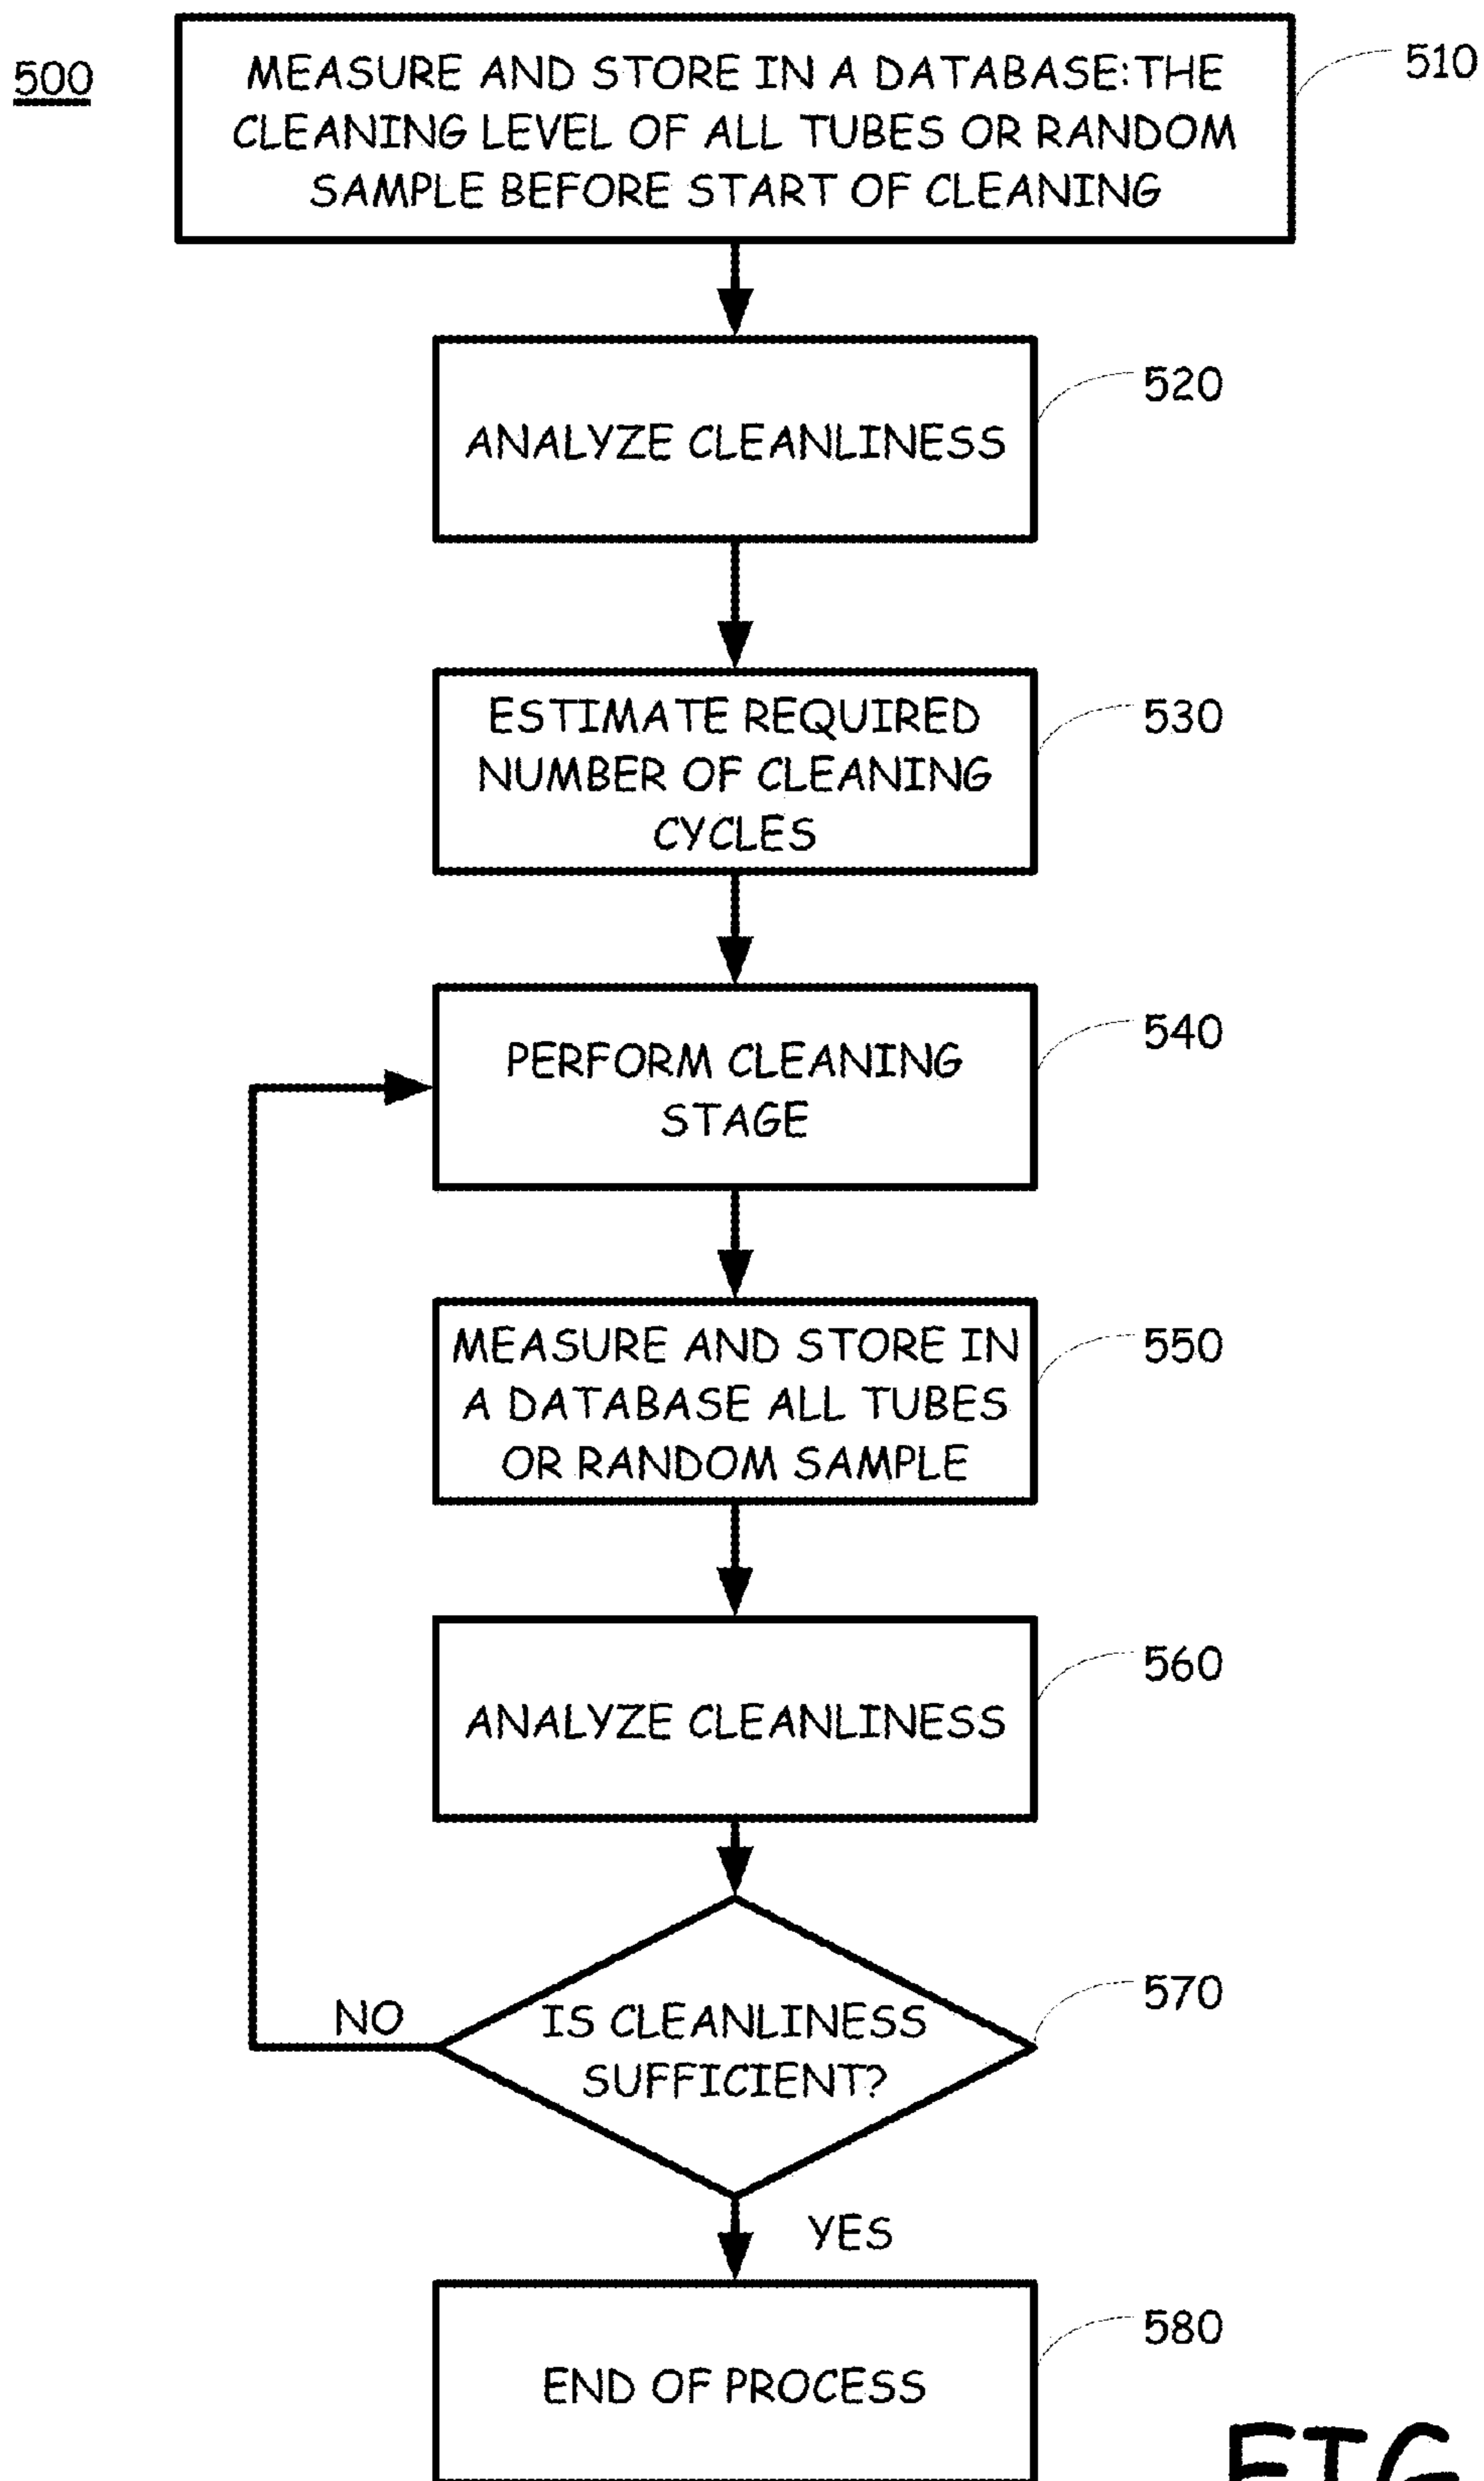 500
MEASURE AND STORE IN A DATABASE:THE
CLEANING LEVEL OF ALL TUBES OR RANDOM
SAMPLE BEFORE START OF CLEANING
510
ANALYZE CLEANLINESS
520
ESTIMATE REQUIRED
NUMBER OF CLEANING
CYCLES
530
PERFORM CLEANING
STAGE
540
MEASURE AND STORE IN
A DATABASE ALL TUBES
OR RANDOM SAMPLE
550
ANALYZE CLEANLINESS
560
IS CLEANLINESS
SUFFICIENT?
570
NO
YES
END OF PROCESS
580